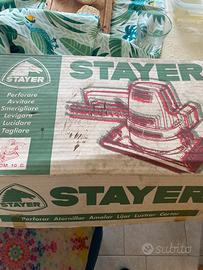 STAYER
STAYER
Perforare
Avvitare
Smerigliare
Levigare
Lucidare
Tagliare
STAYER
STAYER
Perforar Atornillar Amolar Lijar Lustrar Cortar
subito